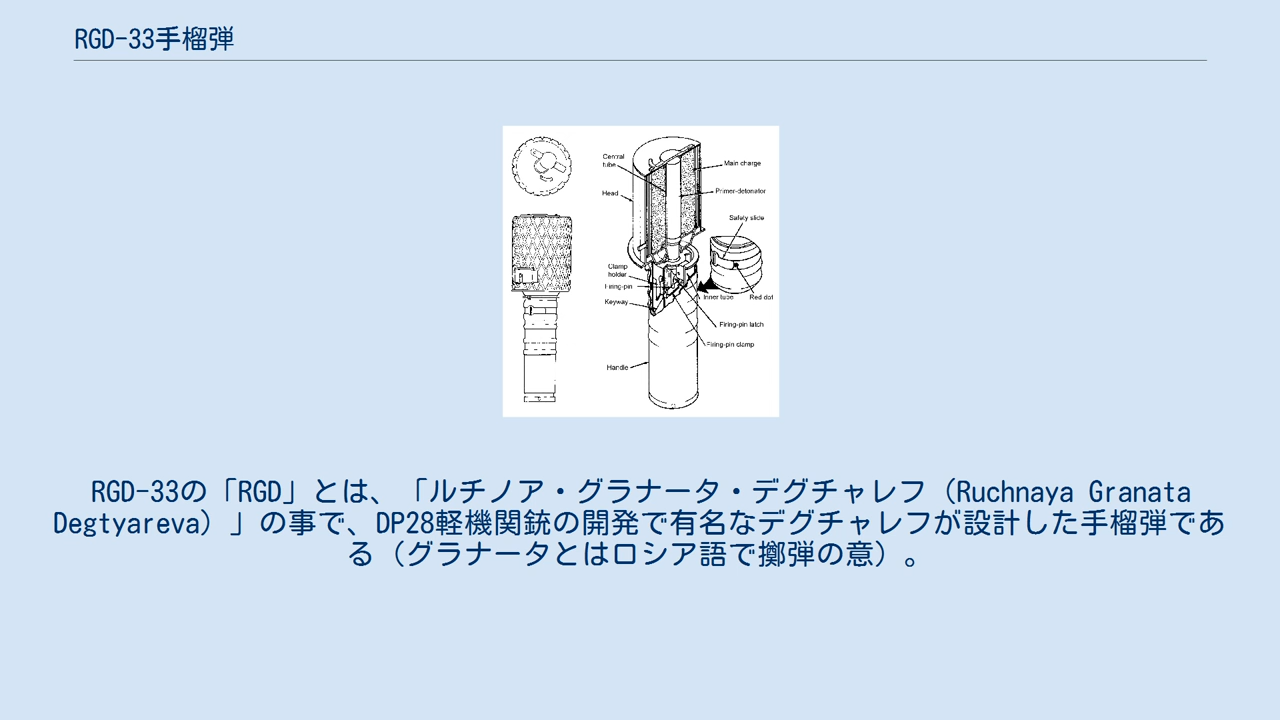 RGD-33手榴弾
Central
tube
Main charge
Head
Primer-detonator
Safety slide
Clamp
holder
Firing-pin
Keyway
Inner tube
Red dot
Firing-pin latch
Firing-pin clamp
Handle
RGD-33の「RGD」とは、「ルチノア・グラナータ・デグチャレフ（Ruchnaya Granata
Degtyareva）」の事で、DP28軽機関銃の開発で有名なデグチャレフが設計した手榴弾であ
る（グラナータとはロシア語で擲弾の意）。